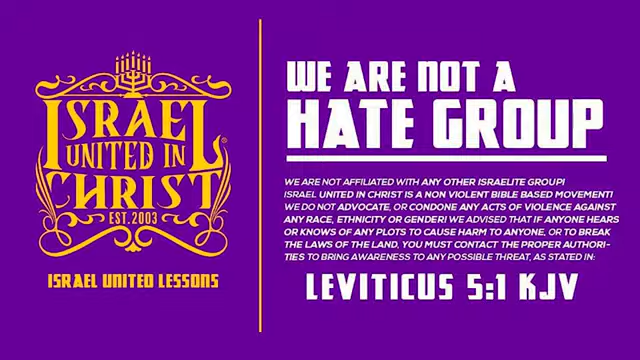 ISRAEL
UNITED IN
CHRIST
EST. 2003
®
ISRAEL UNITED LESSONS
WE ARE NOT A
HATE GROUP
WE ARE NOT AFFILIATED WITH ANY OTHER ISRAELITE GROUP!
ISRAEL UNITED IN CHRIST IS A NON VIOLENT BIBLE BASED MOVEMENT!
WE DO NOT ADVOCATE, OR CONDONE ANY ACTS OF VIOLENCE AGAINST
ANY RACE, ETHNICITY OR GENDER! WE ADVISED THAT IF ANYONE HEARS
OR KNOWS OF ANY PLOTS TO CAUSE HARM TO ANYONE, OR TO BREAK
THE LAWS OF THE LAND, YOU MUST CONTACT THE PROPER AUTHORI-
TIES TO BRING AWARENESS TO ANY POSSIBLE THREAT, AS STATED IN:
LEVITICUS 5:1 KJV